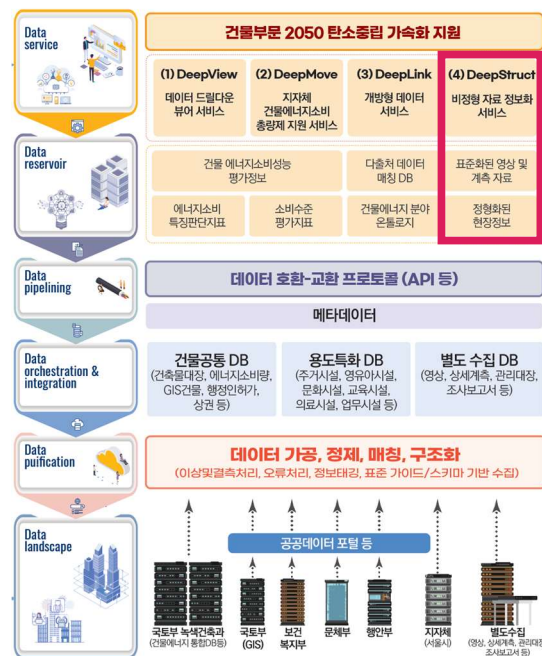 Data
service
건물부문 2050 탄소중립 가속화 지원
(1) DeepView
데이터 드릴다운
뷰어 서비스
(2) DeepMove
지자체
건물에너지소비
총량제 지원 서비스
(3) DeepLink
개방형 데이터
서비스
(4) DeepStruct
비정형 자료 정보화
서비스
Data
reservoir
건물 에너지소비성능
평가정보
다출처 데이터
매칭 DB
표준화된 영상 및
계측 자료
에너지소비
특징판단지표
소비수준
평가지표
건물에너지 분야
온톨로지
정형화된
현장정보
Data
pipelining
데이터 호환-교환 프로토콜 (API 등)
메타데이터
Data
orchestration &
integration
건물공통 DB
(건축물대장, 에너지소비량,
GIS건물, 행정인허가,
상권 등)
용도특화 DB
(주거시설, 영유아시설,
문화시설, 교육시설,
의료시설, 업무시설 등)
별도 수집 DB
(영상, 상세계측, 관리대장,
조사보고서 등)
Data
puification
데이터 가공, 정제, 매칭, 구조화
(이상및결측처리, 오류처리, 정보태깅, 표준 가이드/스키마 기반 수집)
Data
landscape
공공데이터 포털 등
국토부 녹색건축과
(건물에너지 통합DB등)
국토부
(GIS)
보건
복지부
문체부
행안부
지자체
(서울시)
별도수집
(영상, 상세계측, 관리대장
조사보고서 등)